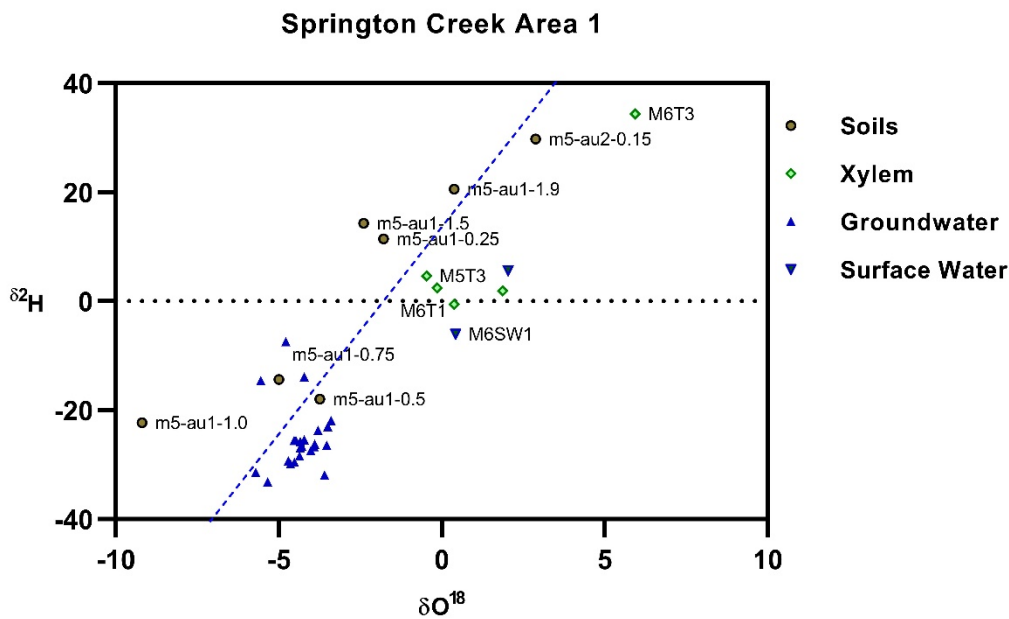 Springton Creek Area 1
40
20
0
-20
-40
δ²H
-10
-5
0
5
10
δO¹⁸
M6T3
m5-au2-0.15
m5-au1-1.9
m5-au1-1.5
m5-au1-0.25
M5T3
M6T1
M6SW1
m5-au1-0.75
m5-au1-0.5
m5-au1-1.0
Soils
Xylem
Groundwater
Surface Water